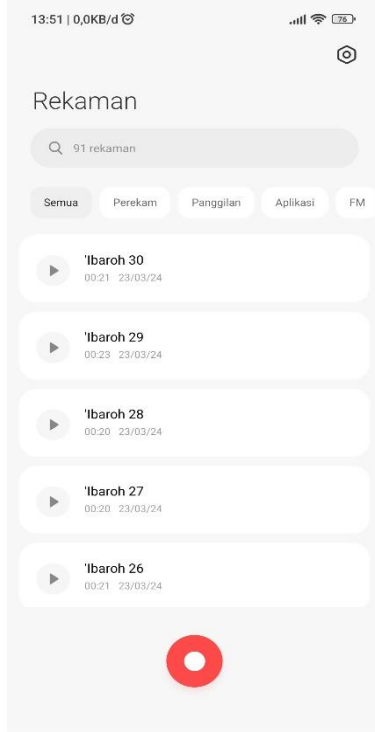 13:51 | 0,0KB/d
76
Rekaman
91 rekaman
Semua Perekam Panggilan Aplikasi FM
'Ibaroh 30
00:21 23/03/24
'Ibaroh 29
00:23 23/03/24
'Ibaroh 28
00:20 23/03/24
'Ibaroh 27
00:20 23/03/24
'Ibaroh 26
00:21 23/03/24